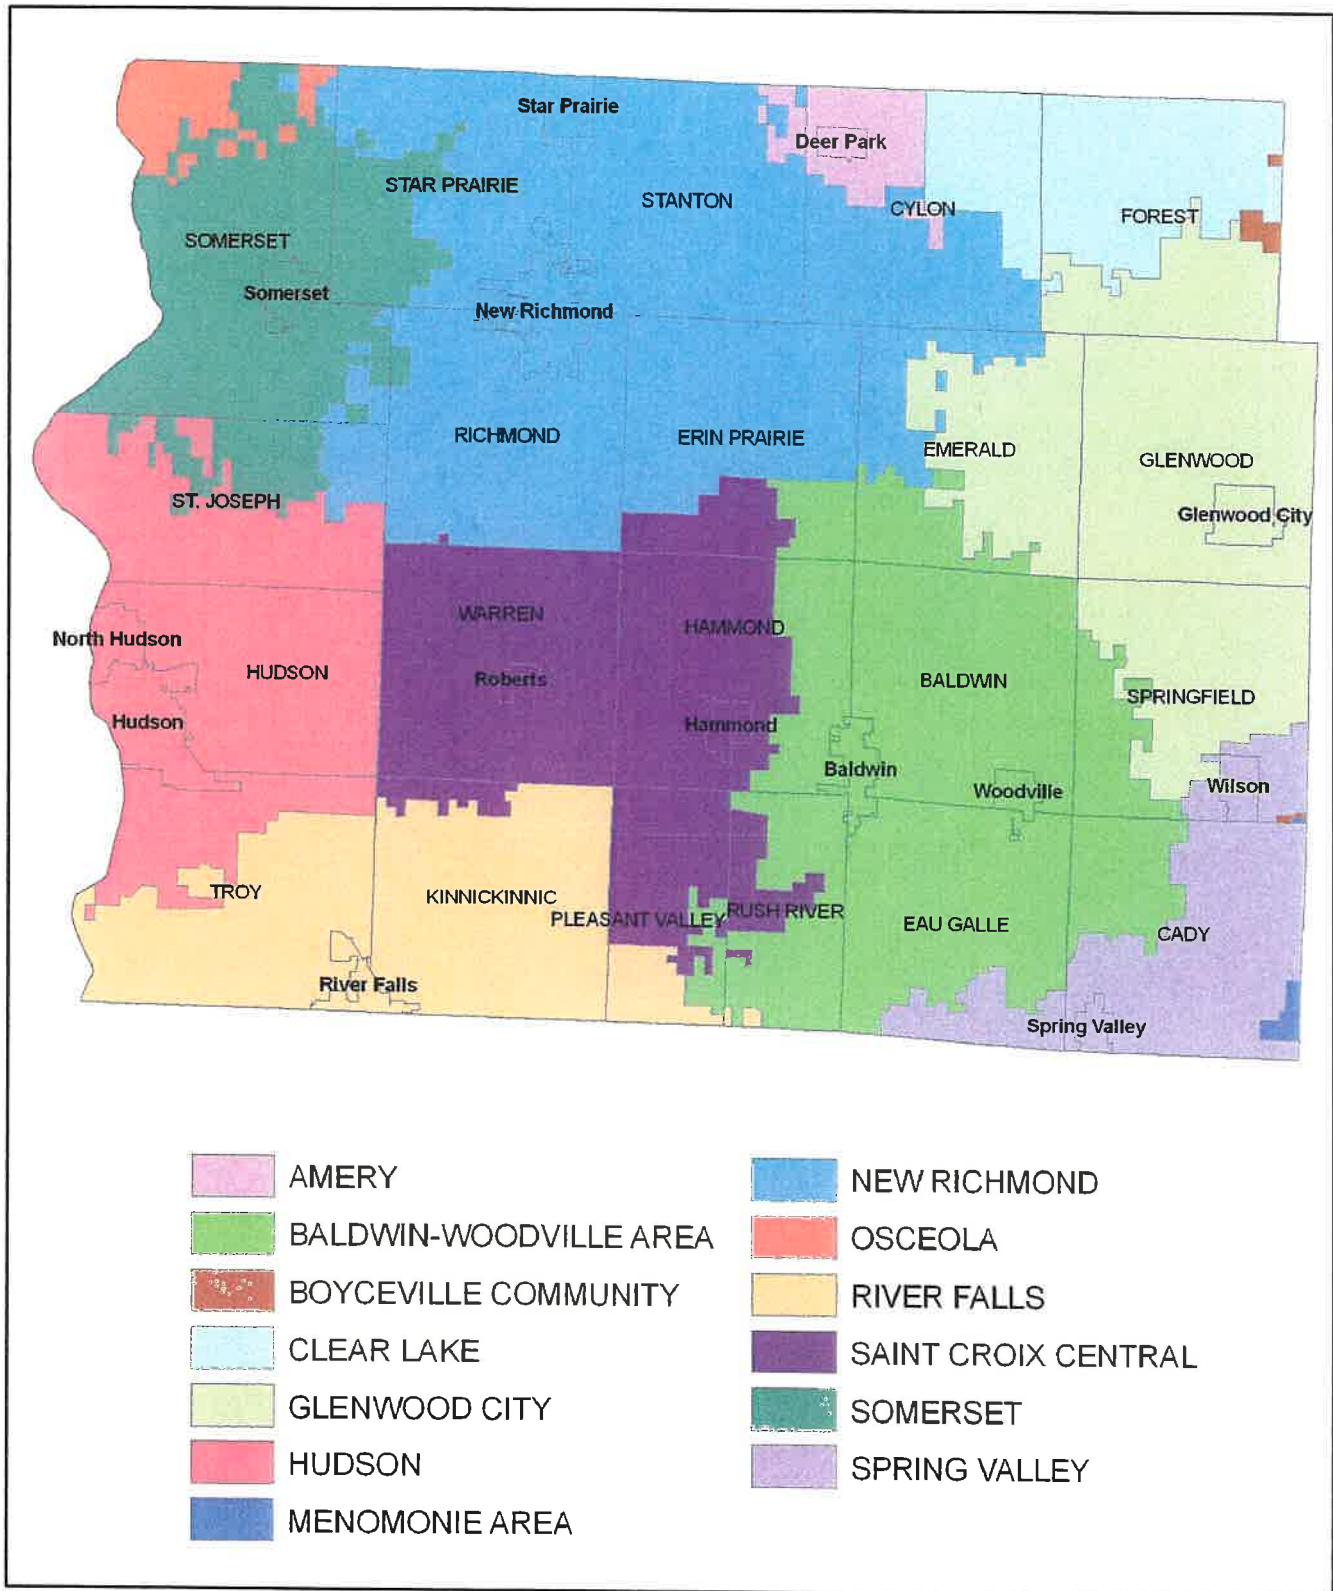 Star Prairie
Deer Park
STAR PRAIRIE
STANTON
CYLON
FOREST
SOMERSET
Somerset
New Richmond
RICHMOND
ERIN PRAIRIE
EMERALD
GLENWOOD
ST. JOSEPH
Glenwood City
WARREN
HAMMOND
North Hudson
HUDSON
Roberts
BALDWIN
SPRINGFIELD
Hudson
Hammond
Baldwin
Woodville
Wilson
TROY
KINNICKINNIC
PLEASANT VALLEY
RUSH RIVER
EAU GALLE
CADY
River Falls
Spring Valley
AMERY
BALDWIN-WOODVILLE AREA
BOYCEVILLE COMMUNITY
CLEAR LAKE
GLENWOOD CITY
HUDSON
MENOMONIE AREA
NEW RICHMOND
OSCEOLA
RIVER FALLS
SAINT CROIX CENTRAL
SOMERSET
SPRING VALLEY